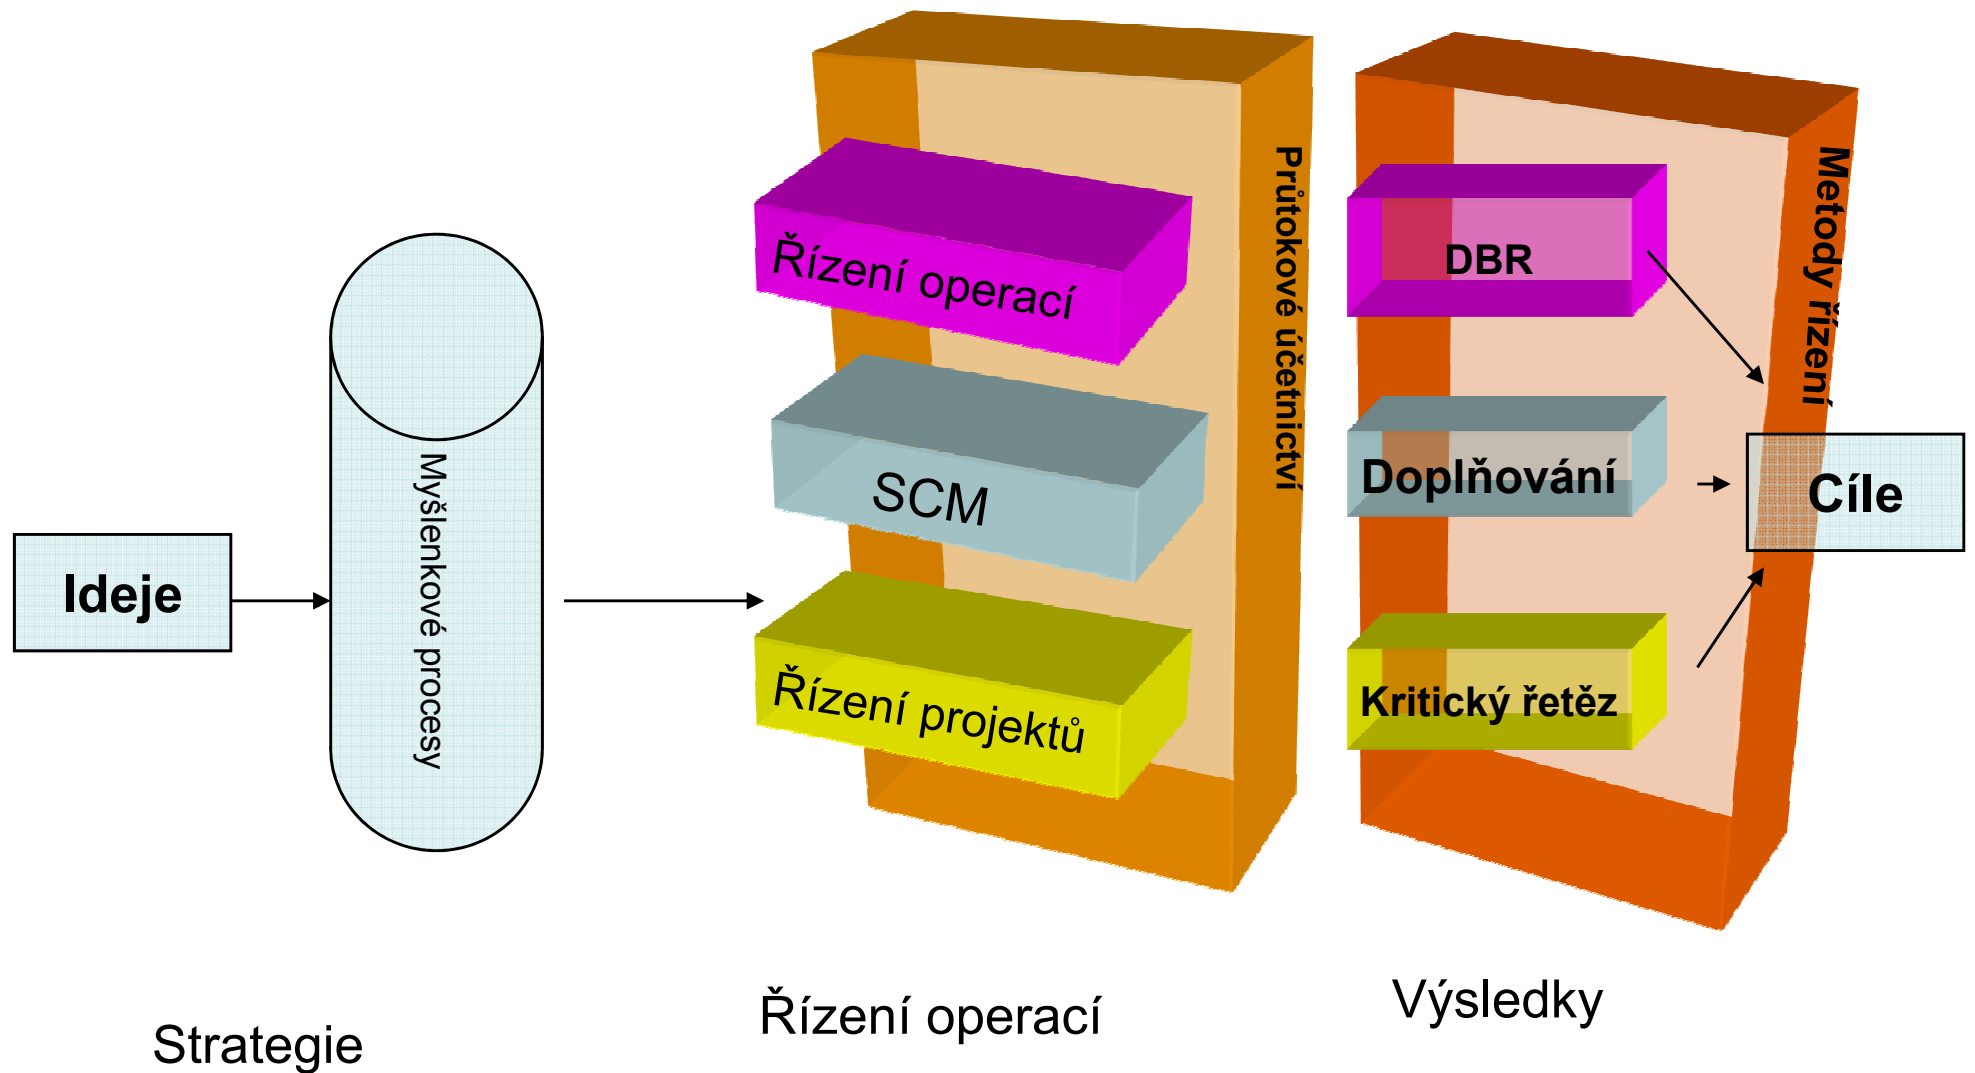 Ideje
Myšlenkové procesy
Řízení operací
SCM
Řízení projektů
Průtokové účetnictví
DBR
Doplňování
Kritický řetěz
Metody řízení
Cíle
Strategie
Řízení operací
Výsledky